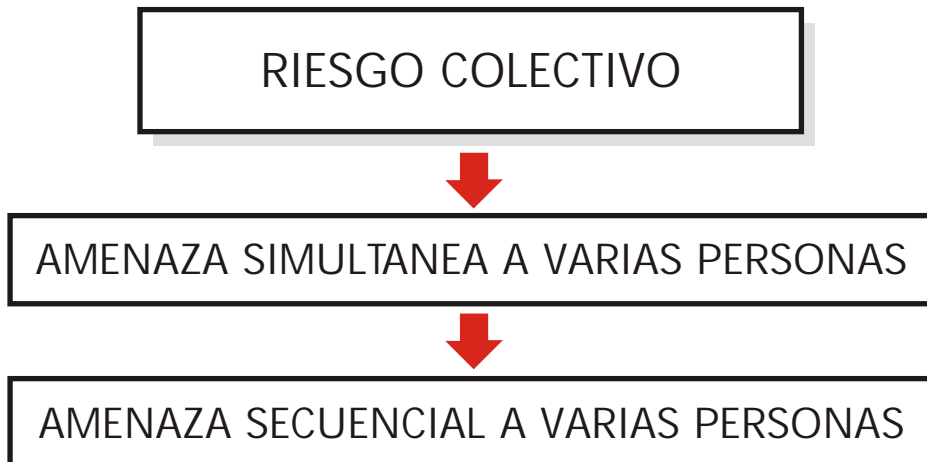 RIESGO COLECTIVO
AMENAZA SIMULTANEA A VARIAS PERSONAS
AMENAZA SECUENCIAL A VARIAS PERSONAS